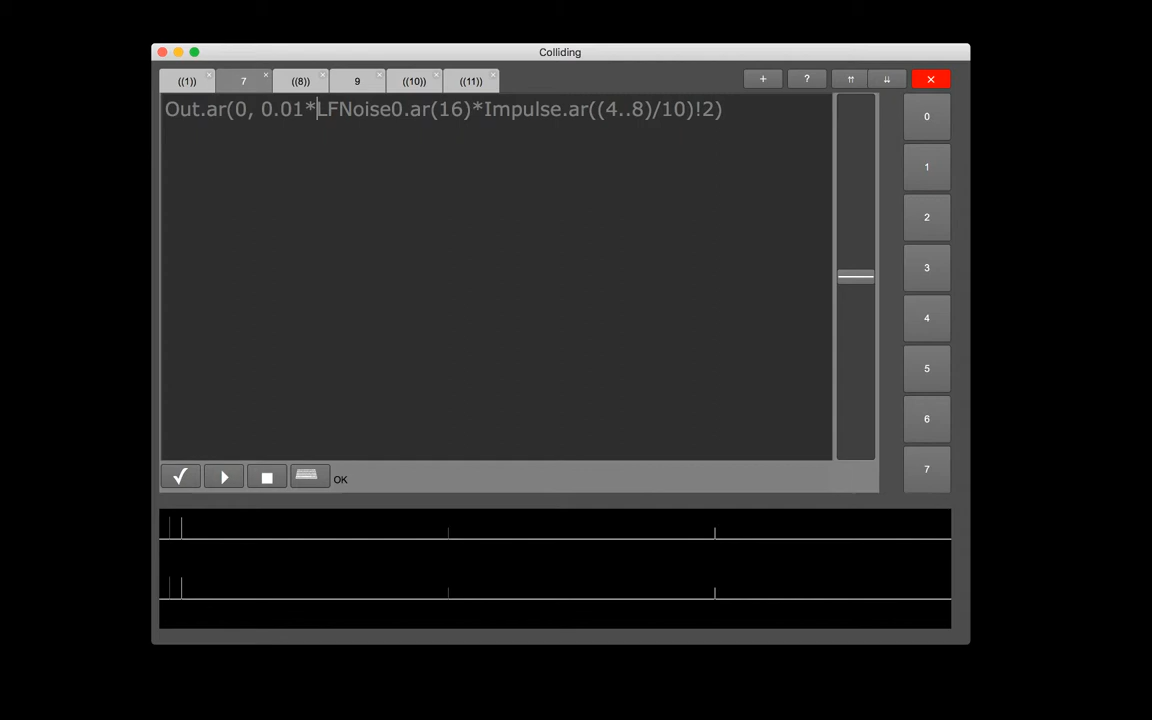 Colliding
((1)) 7 ((8)) 9 ((10)) ((11)) + ?
Out.ar(0, 0.01*LFNoise0.ar(16)*Impulse.ar((4..8)/10)!2)
0
1
2
3
4
5
6
7
OK